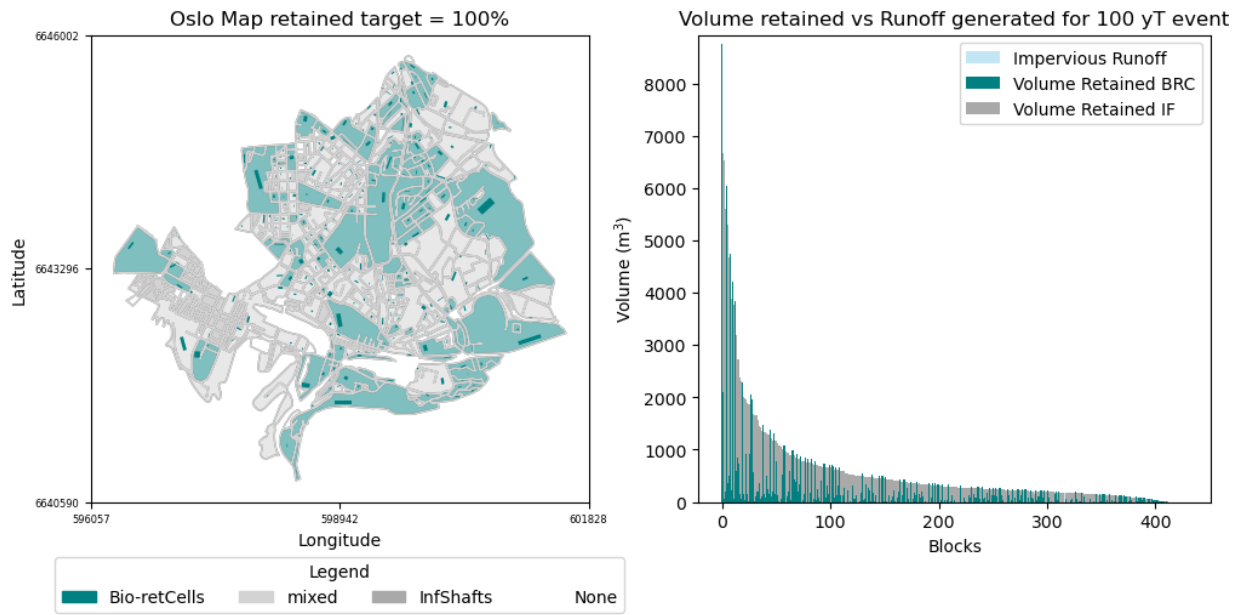 Oslo Map retained target = 100%
6646002
6643296
6640590
Latitude
596057
598942
601828
Longitude
Legend
Bio-retCells
mixed
InfShafts
None
Volume retained vs Runoff generated for 100 yT event
Impervious Runoff
Volume Retained BRC
Volume Retained IF
8000
7000
6000
5000
4000
3000
2000
1000
0
Volume (m³)
0
100
200
300
400
Blocks